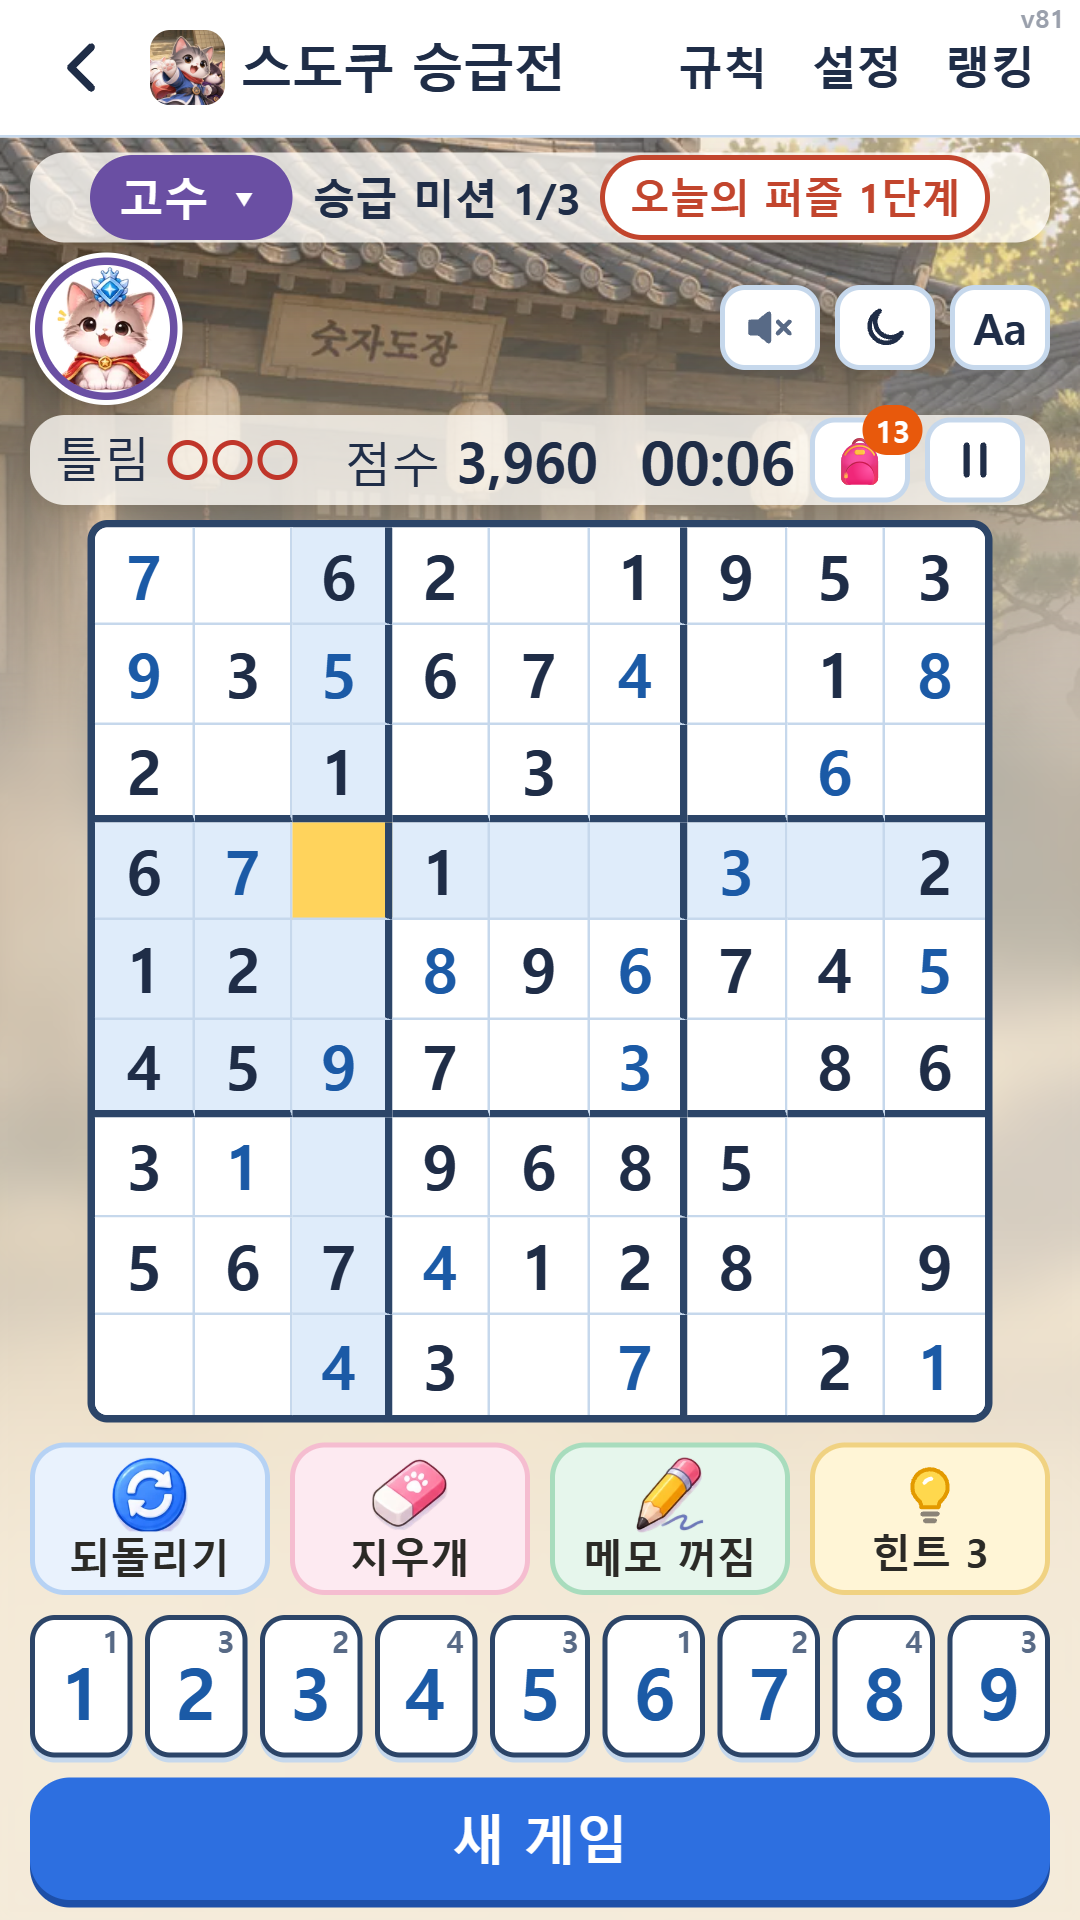 v81
스도쿠 승급전 규칙 설정 랭킹
고수 ▼ 승급 미션 1/3 오늘의 퍼즐 1단계
숫자도장
Aa
틀림 점수 3,960 00:06 13
7 6 2 1 9 5 3
9 3 5 6 7 4 1 8
2 1 3 6
6 7 1 3 2
1 2 8 9 6 7 4 5
4 5 9 7 3 8 6
3 1 9 6 8 5
5 6 7 4 1 2 8 9
4 3 7 2 1
되돌리기 지우개 메모 꺼짐 힌트 3
1 3 2 4 3 1 2 4 3
1 2 3 4 5 6 7 8 9
새 게임